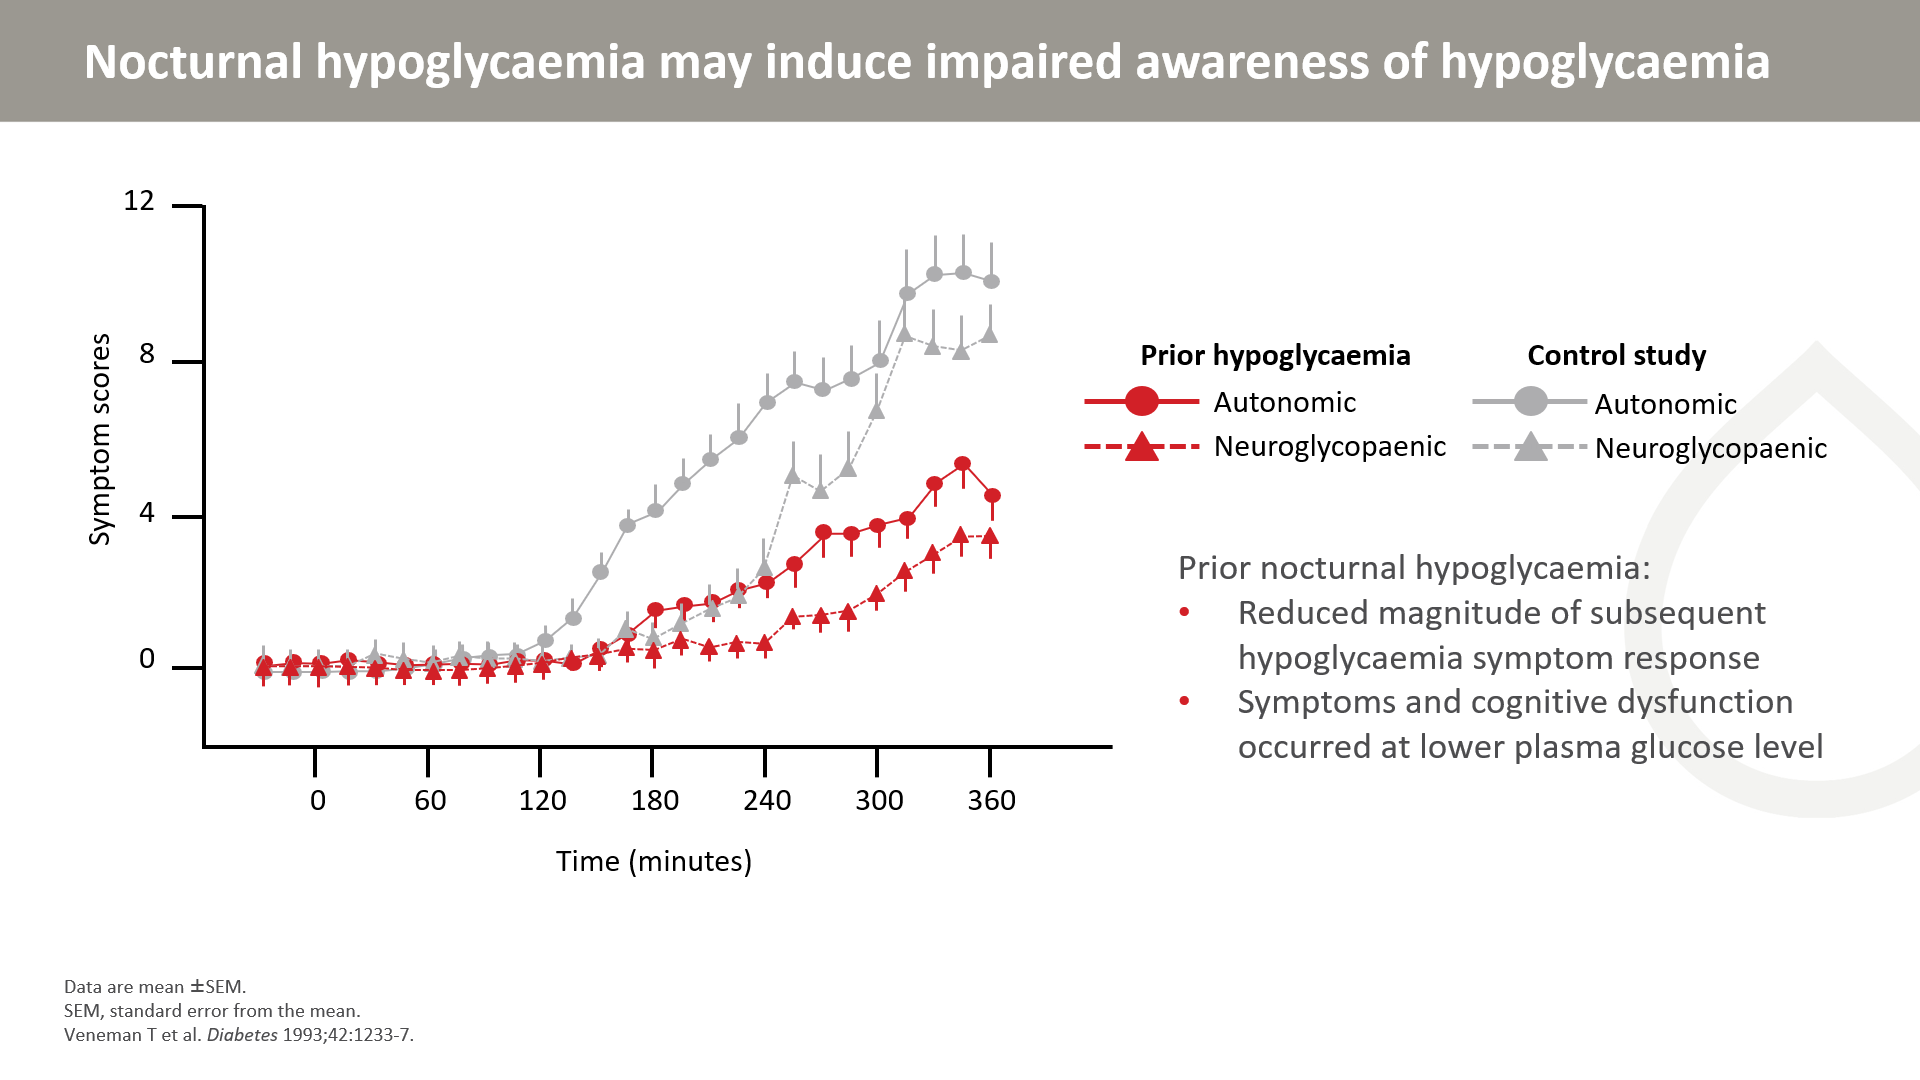 Nocturnal hypoglycaemia may induce impaired awareness of hypoglycaemia
12
8
4
0
Symptom scores
0 60 120 180 240 300 360
Time (minutes)
Prior hypoglycaemia
Autonomic
Neuroglycopaenic
Control study
Autonomic
Neuroglycopaenic
Prior nocturnal hypoglycaemia:
• Reduced magnitude of subsequent
hypoglycaemia symptom response
• Symptoms and cognitive dysfunction
occurred at lower plasma glucose level
Data are mean ±SEM.
SEM, standard error from the mean.
Veneman T et al. Diabetes 1993;42:1233-7.